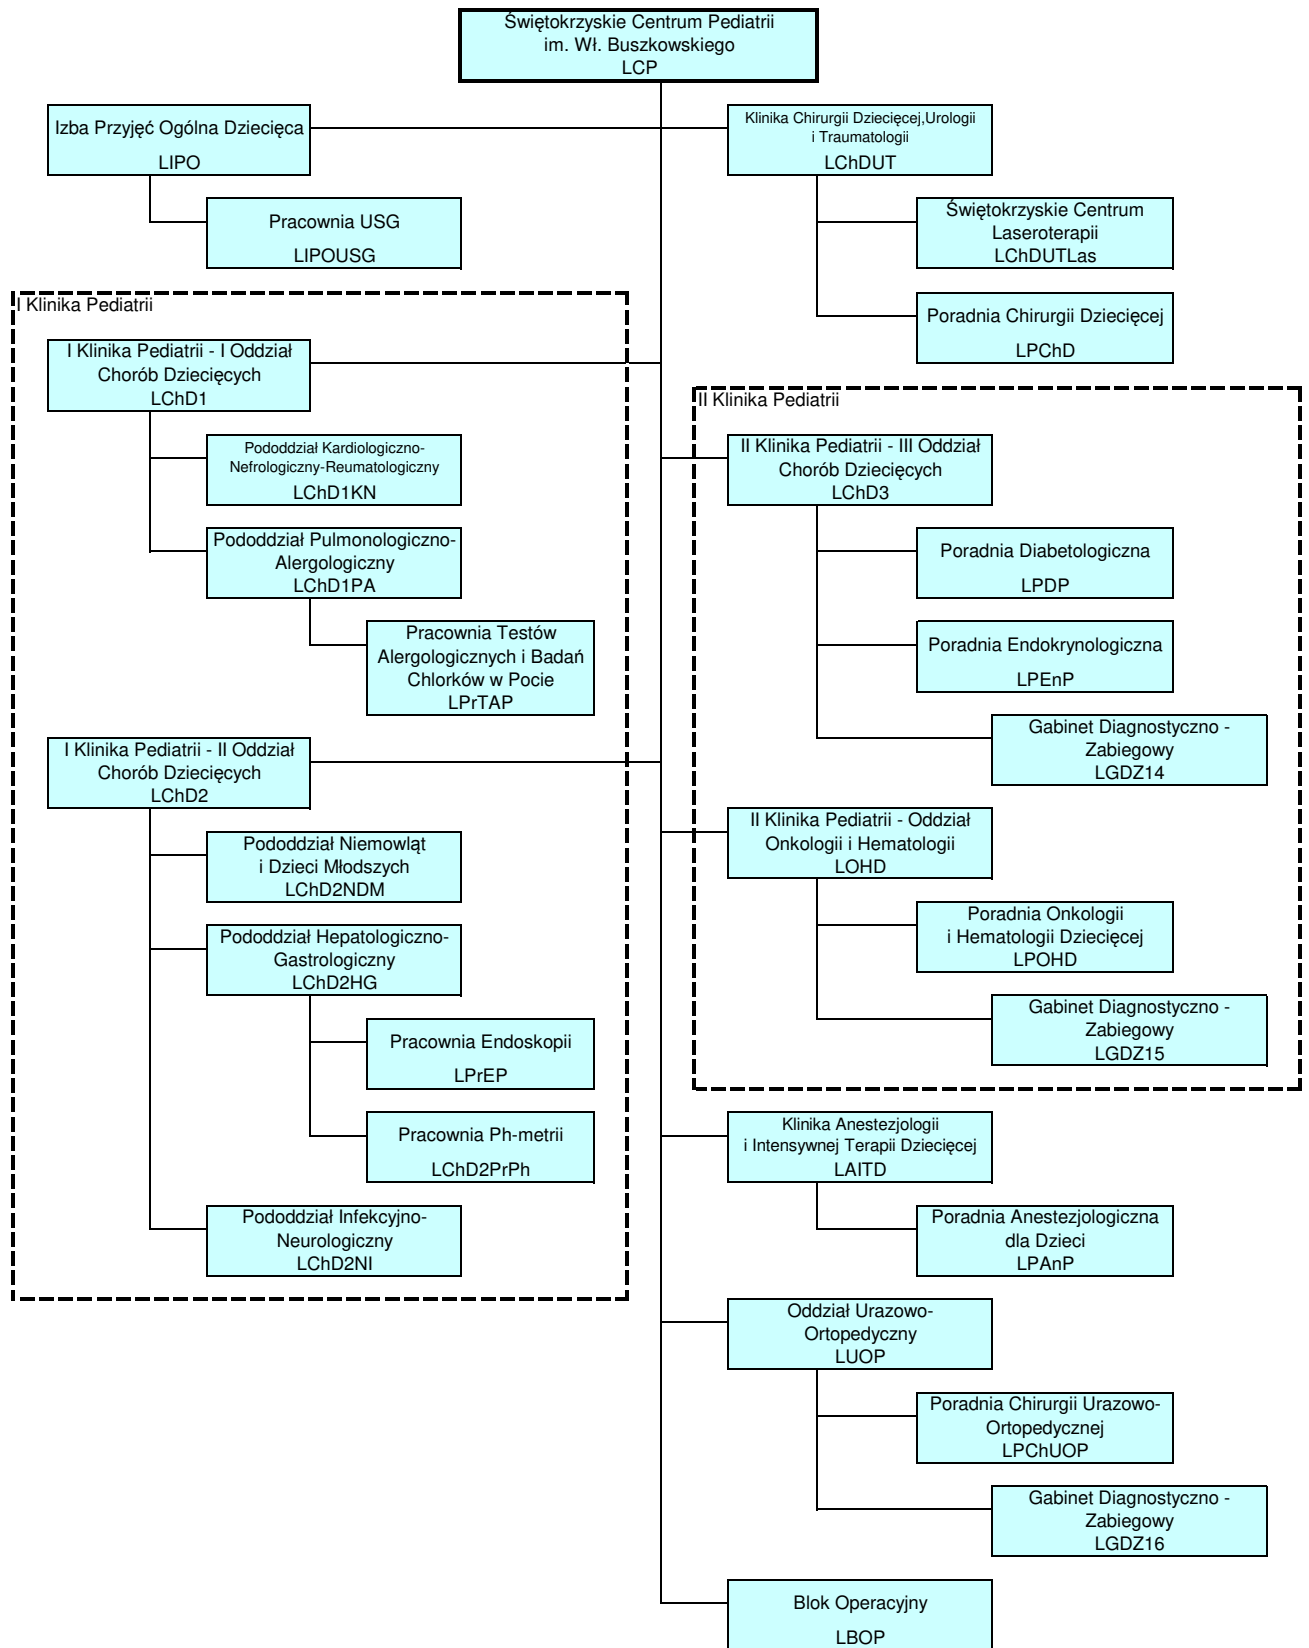 Świętokrzyskie Centrum Pediatrii
im. Wł. Buszkowskiego
LCP
Izba Przyjęć Ogólna Dziecięca
LIPO
Pracownia USG
LIPOUSG
I Klinika Pediatrii
I Klinika Pediatrii - I Oddział
Chorób Dziecięcych
LChD1
Pododdział Kardiologiczno-
Nefrologiczny-Reumatologiczny
LChD1KN
Pododdział Pulmonologiczno-
Alergologiczny
LChD1PA
Pracownia Testów
Alergologicznych i Badań
Chlorków w Pocie
LPrTAP
I Klinika Pediatrii - II Oddział
Chorób Dziecięcych
LChD2
Pododdział Niemowląt
i Dzieci Młodszych
LChD2NDM
Pododdział Hepatologiczno-
Gastrologiczny
LChD2HG
Pracownia Endoskopii
LPrEP
Pracownia Ph-metrii
LChD2PrPh
Pododdział Infekcyjno-
Neurologiczny
LChD2NI
Klinika Chirurgii Dziecięcej,Urologii
i Traumatologii
LChDUT
Świętokrzyskie Centrum
Laseroterapii
LChDUTLas
Poradnia Chirurgii Dziecięcej
LPChD
II Klinika Pediatrii
II Klinika Pediatrii - III Oddział
Chorób Dziecięcych
LChD3
Poradnia Diabetologiczna
LPDP
Poradnia Endokrynologiczna
LPEnP
Gabinet Diagnostyczno -
Zabiegowy
LGDZ14
II Klinika Pediatrii - Oddział
Onkologii i Hematologii
LOHD
Poradnia Onkologii
i Hematologii Dziecięcej
LPOHD
Gabinet Diagnostyczno -
Zabiegowy
LGDZ15
Klinika Anestezjologii
i Intensywnej Terapii Dziecięcej
LAITD
Poradnia Anestezjologiczna
dla Dzieci
LPAnP
Oddział Urazowo-
Ortopedyczny
LUOP
Poradnia Chirurgii Urazowo-
Ortopedycznej
LPChUOP
Gabinet Diagnostyczno -
Zabiegowy
LGDZ16
Blok Operacyjny
LBOP